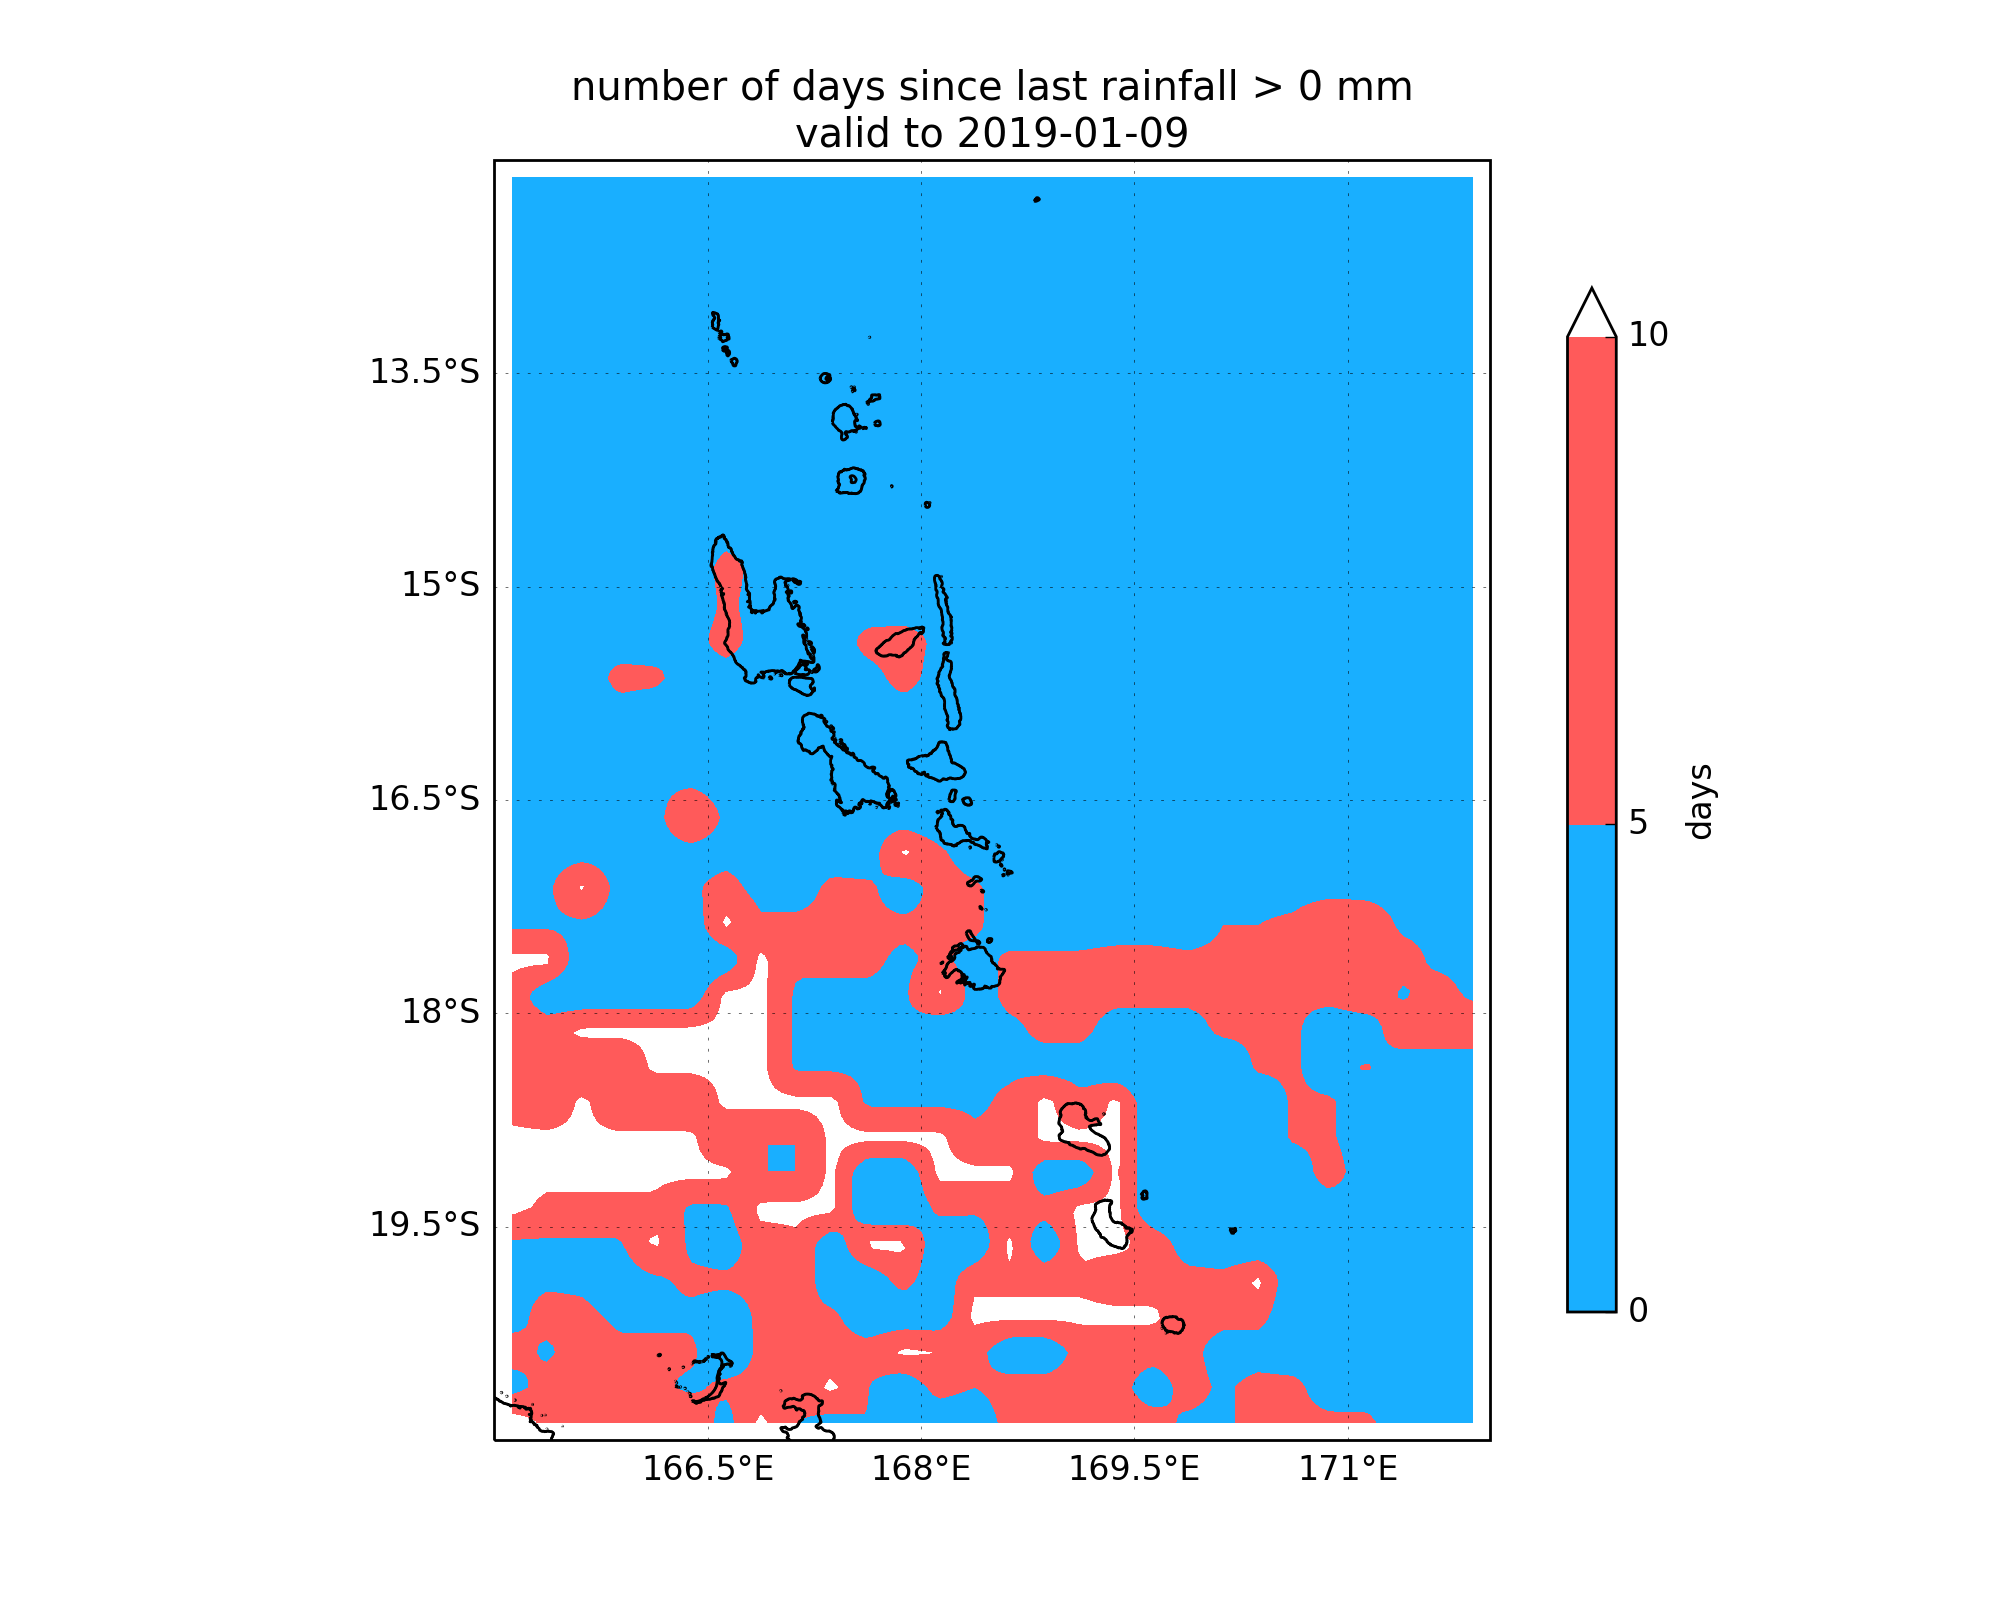 number of days since last rainfall > 0 mm
valid to 2019-01-09
13.5°S
15°S
16.5°S
18°S
19.5°S
166.5°E
168°E
169.5°E
171°E
10
5
0
days